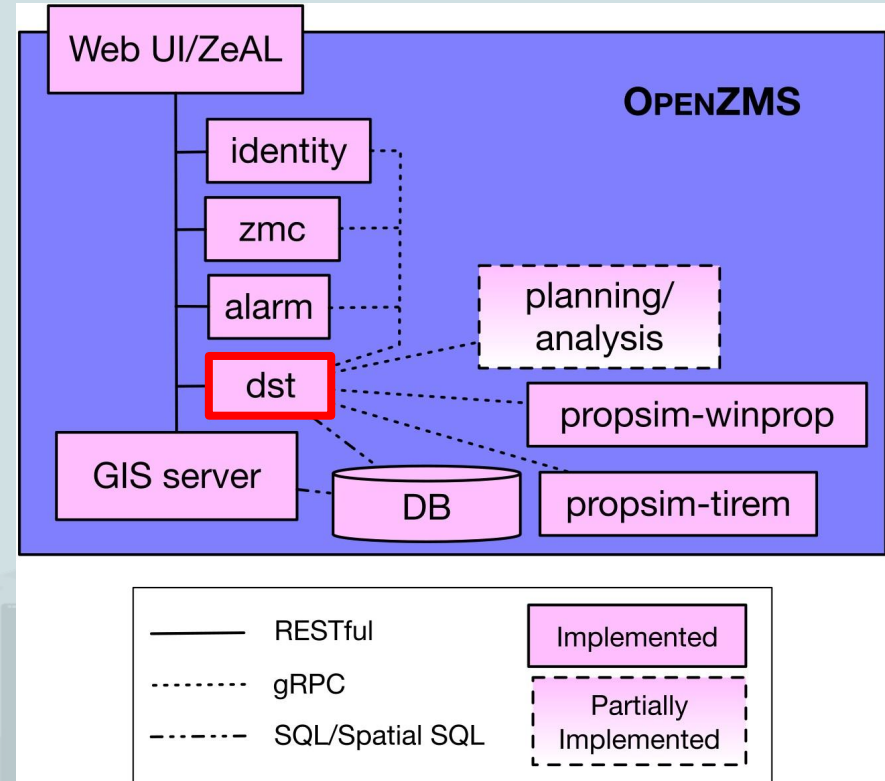 Web UI/ZeAL
OPENZMS
identity
zmc
alarm
planning/
analysis
dst
propsim-winprop
GIS server
DB
propsim-tirem
RESTful
Implemented
gRPC
Partially
Implemented
SQL/Spatial SQL